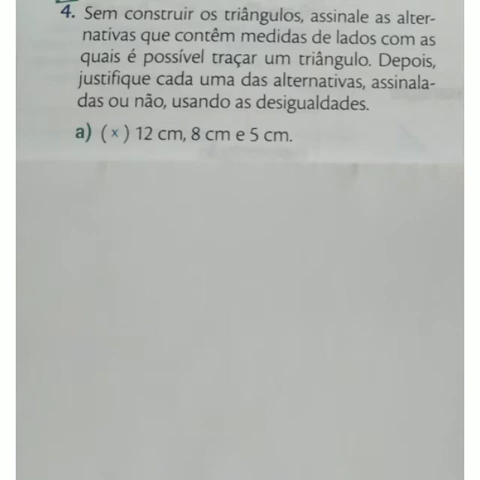 4. Sem construir os triângulos, assinale as alter-
nativas que contêm medidas de lados com as
quais é possível traçar um triângulo. Depois,
justifique cada uma das alternativas, assinala-
das ou não, usando as desigualdades.
a) ( x ) 12 cm, 8 cm e 5 cm.